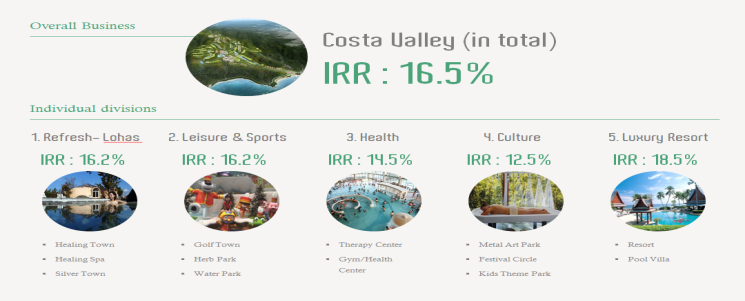 Overall Business
Costa Valley (in total)
IRR : 16.5%
Individual divisions
1. Refresh- Lohas
IRR : 16.2%
2. Leisure & Sports
IRR : 16.2%
3. Health
IRR : 14.5%
4. Culture
IRR : 12.5%
5. Luxury Resort
IRR : 18.5%
• Healing Town
• Healing Spa
• Silver Town
• Golf Town
• Herb Park
• Water Park
• Therapy Center
• Gym/Health
Center
• Metal Art Park
• Festival Circle
• Kids Theme Park
• Resort
• Pool Villa